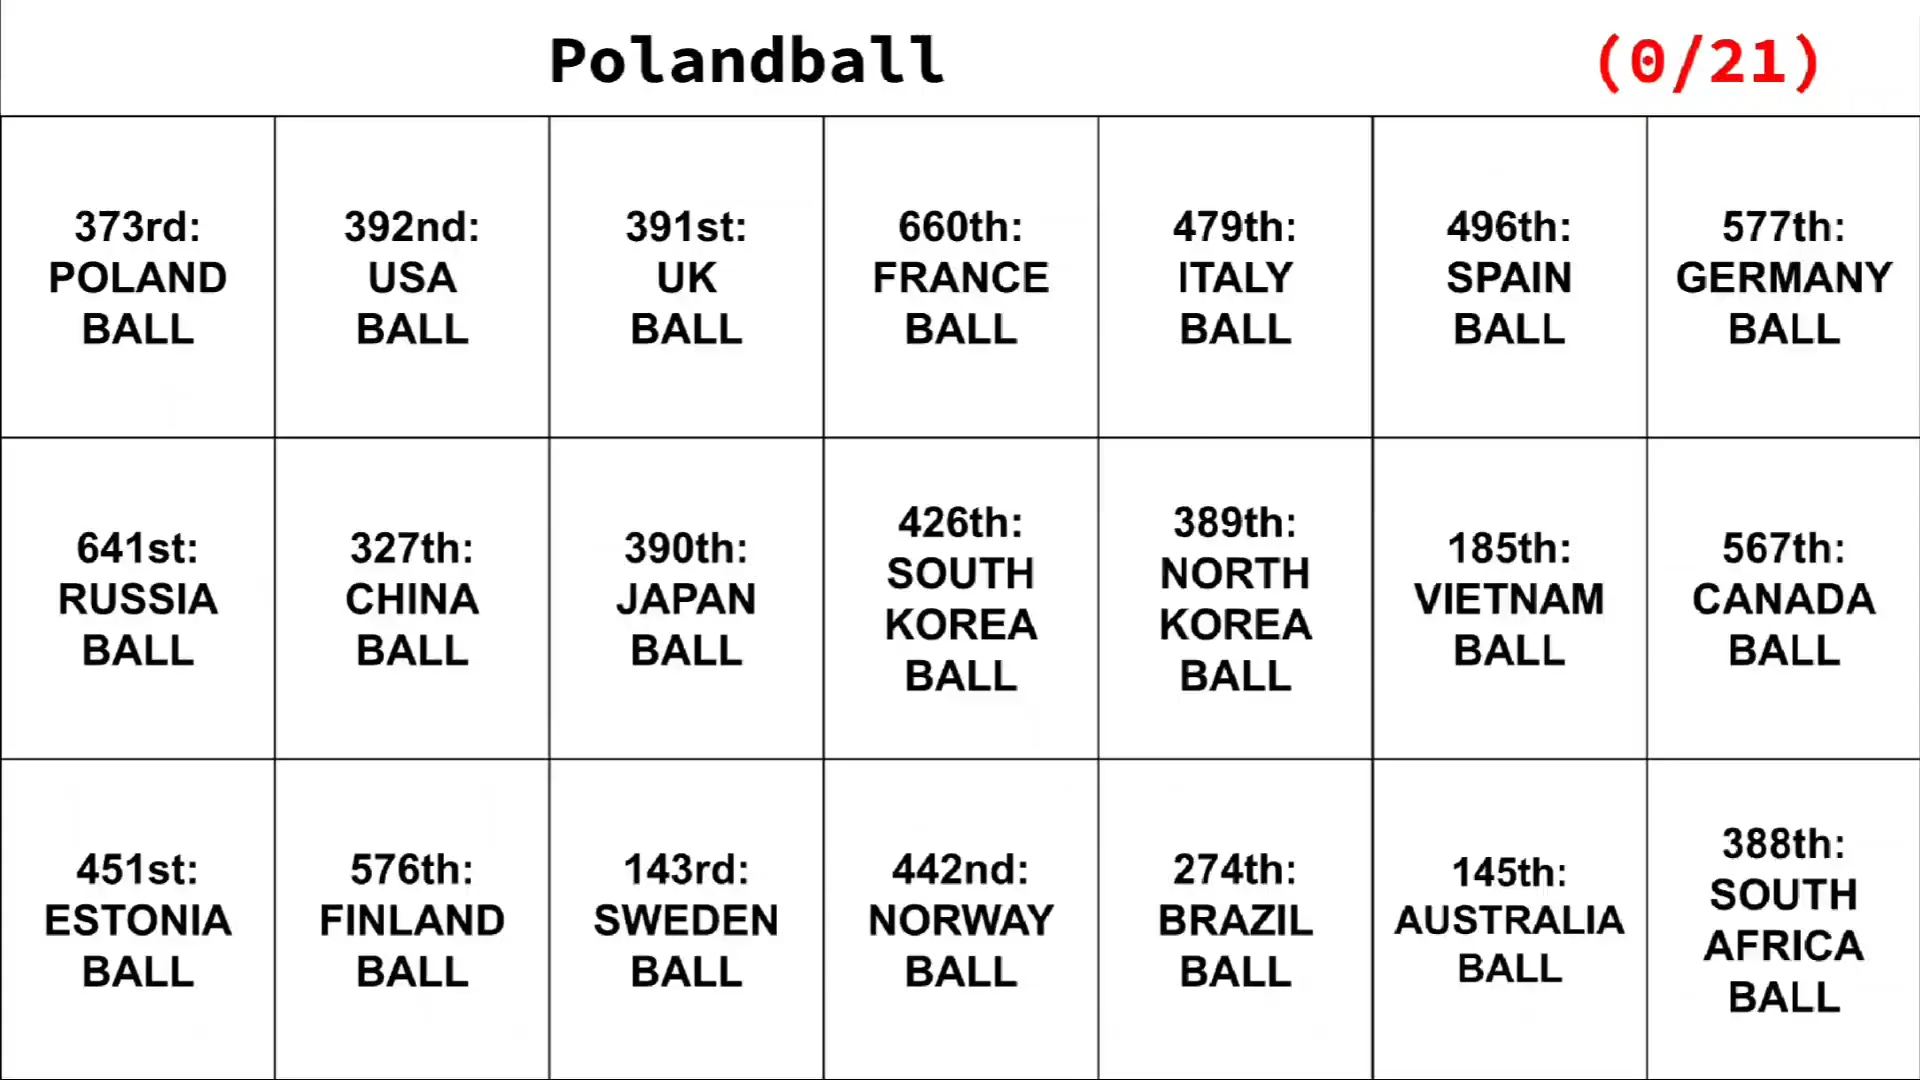 Polandball
(0/21)
373rd:
POLAND
BALL
392nd:
USA
BALL
391st:
UK
BALL
660th:
FRANCE
BALL
479th:
ITALY
BALL
496th:
SPAIN
BALL
577th:
GERMANY
BALL
641st:
RUSSIA
BALL
327th:
CHINA
BALL
390th:
JAPAN
BALL
426th:
SOUTH
KOREA
BALL
389th:
NORTH
KOREA
BALL
185th:
VIETNAM
BALL
567th:
CANADA
BALL
451st:
ESTONIA
BALL
576th:
FINLAND
BALL
143rd:
SWEDEN
BALL
442nd:
NORWAY
BALL
274th:
BRAZIL
BALL
145th:
AUSTRALIA
BALL
388th:
SOUTH
AFRICA
BALL